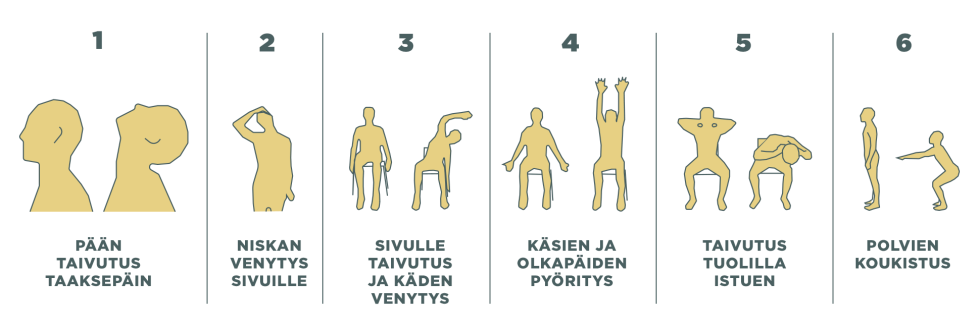 1
PÄÄN
TAIVUTUS
TAAKSEPÄIN
2
NISKAN
VENYTYS
SIVUILLE
3
SIVULLE
TAIVUTUS
JA KÄDEN
VENYTYS
4
KÄSIEN JA
OLKAPÄIDEN
PYÖRITYS
5
TAIVUTUS
TUOLILLA
ISTUEN
6
POLVIEN
KOUKISTUS